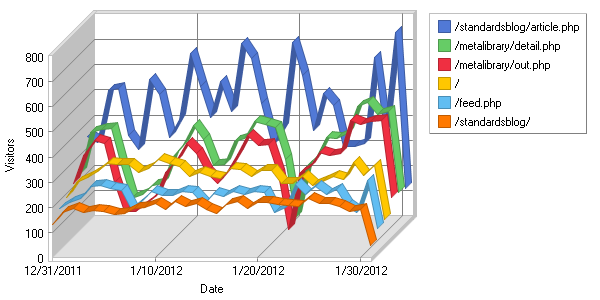 /standardsblog/article.php
/metalibrary/detail.php
/metalibrary/out.php
/
/feed.php
/standardsblog/
800
700
600
500
400
300
200
100
0
Visitors
12/31/2011 1/10/2012 1/20/2012 1/30/2012
Date